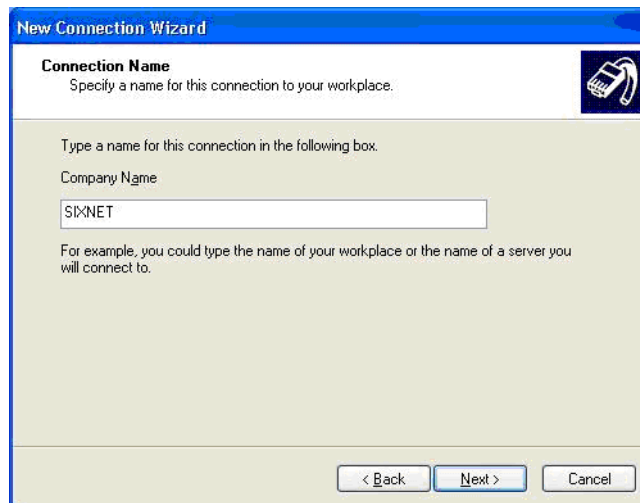 New Connection Wizard
Connection Name
Specify a name for this connection to your workplace.
Type a name for this connection in the following box.
Company Name
SIXNET
For example, you could type the name of your workplace or the name of a server you
will connect to.
< Back Next > Cancel